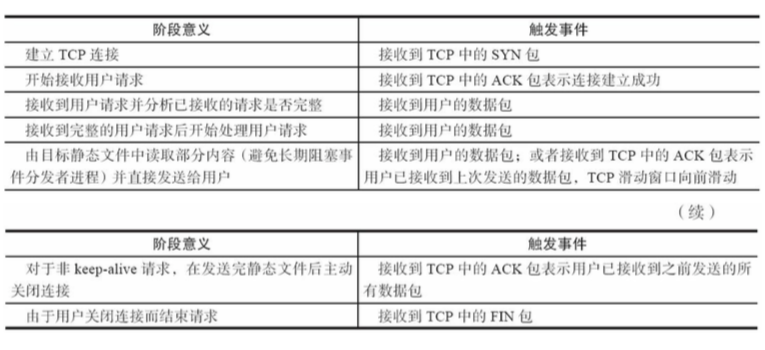 阶段意义 触发事件
建立 TCP 连接 接收到 TCP 中的 SYN 包
开始接收用户请求 接收到 TCP 中的 ACK 包表示连接建立成功
接收到用户请求并分析已接收的请求是否完整 接收到用户的数据包
接收到完整的用户请求后开始处理用户请求 接收到用户的数据包
由目标静态文件中读取部分内容（避免长期阻塞事 接收到用户的数据包；或者接收到 TCP 中的 ACK 包表示
件分发者进程）并直接发送给用户 用户已接收到上次发送的数据包，TCP 滑动窗口向前滑动
（续）
阶段意义 触发事件
对于非 keep-alive 请求，在发送完静态文件后主动 接收到 TCP 中的 ACK 包表示用户已接收到之前发送的所
关闭连接 有数据包
由于用户关闭连接而结束请求 接收到 TCP 中的 FIN 包